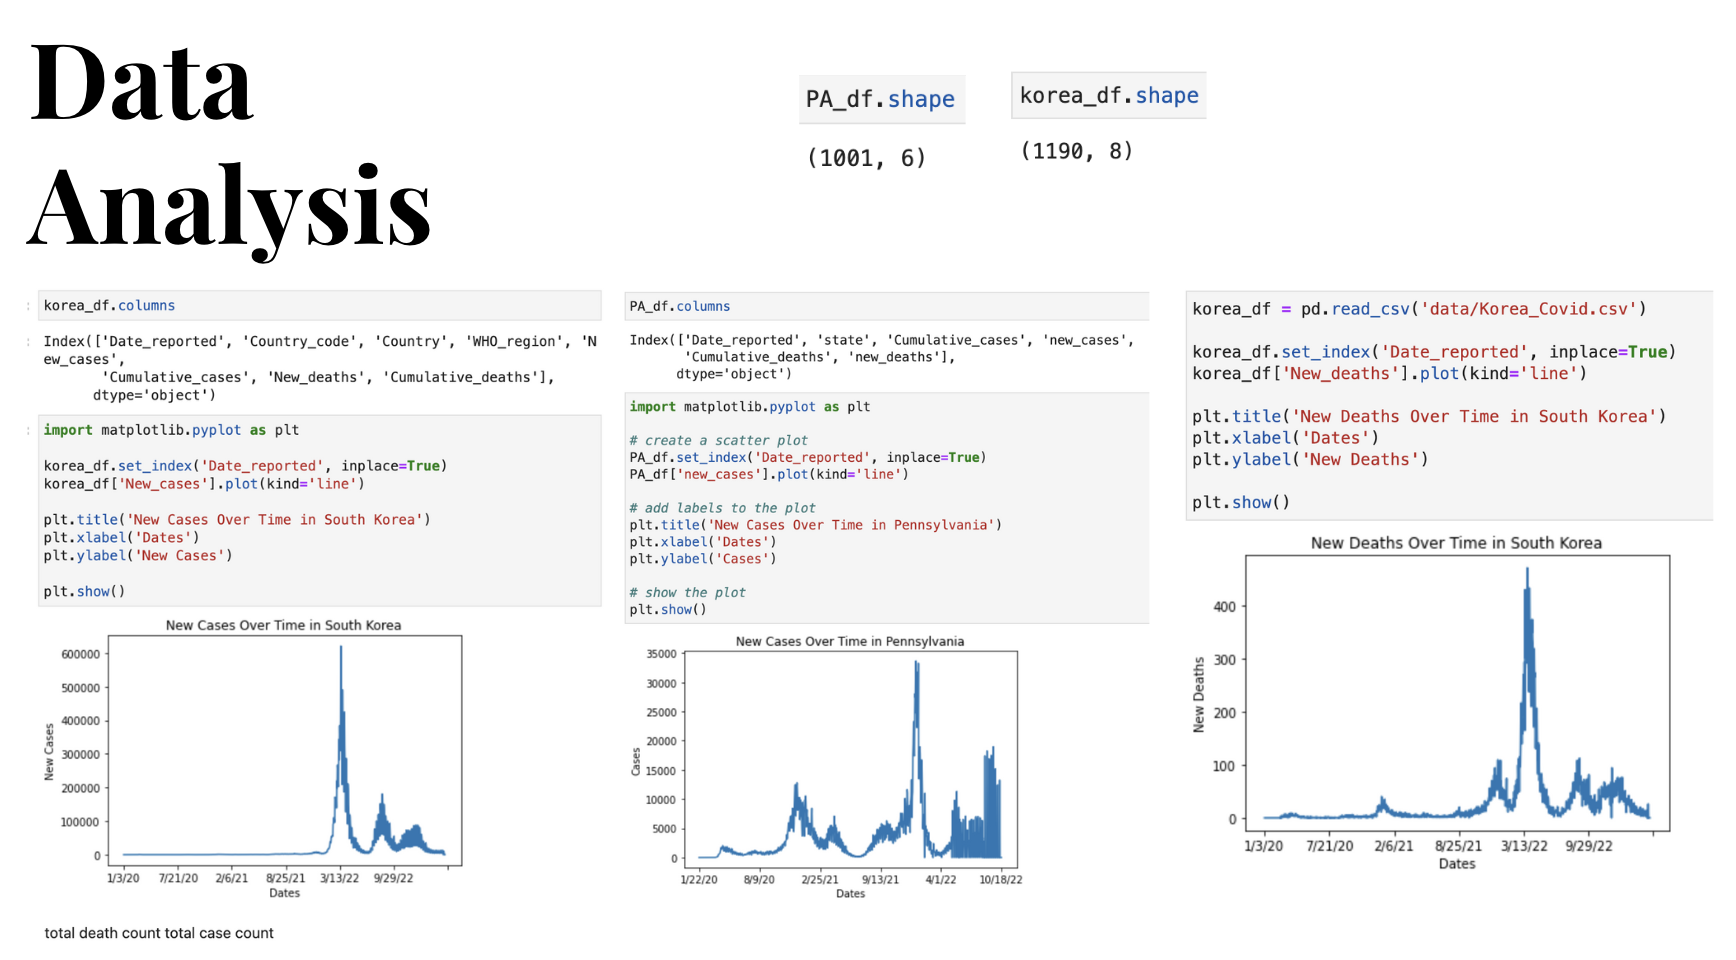 Data
Analysis
PA_df.shape
(1001, 6)
korea_df.shape
(1190, 8)
korea_df.columns
Index(['Date_reported', 'Country_code', 'Country', 'WHO_region', 'N
ew_cases',
'Cumulative_cases', 'New_deaths', 'Cumulative_deaths'],
dtype='object')
import matplotlib.pyplot as plt
korea_df.set_index('Date_reported', inplace=True)
korea_df['New_cases'].plot(kind='line')
plt.title('New Cases Over Time in South Korea')
plt.xlabel('Dates')
plt.ylabel('New Cases')
plt.show()
New Cases Over Time in South Korea
New Cases
600000
500000
400000
300000
200000
100000
0
1/3/20 7/21/20 2/6/21 8/25/21 3/13/22 9/29/22
Dates
total death count total case count
PA_df.columns
Index(['Date_reported', 'state', 'Cumulative_cases', 'new_cases',
'Cumulative_deaths', 'new_deaths'],
dtype='object')
import matplotlib.pyplot as plt
# create a scatter plot
PA_df.set_index('Date_reported', inplace=True)
PA_df['new_cases'].plot(kind='line')
# add labels to the plot
plt.title('New Cases Over Time in Pennsylvania')
plt.xlabel('Dates')
plt.ylabel('Cases')
# show the plot
plt.show()
New Cases Over Time in Pennsylvania
Cases
35000
30000
25000
20000
15000
10000
5000
0
1/22/20 8/9/20 2/25/21 9/13/21 4/1/22 10/18/22
Dates
korea_df = pd.read_csv('data/Korea_Covid.csv')
korea_df.set_index('Date_reported', inplace=True)
korea_df['New_deaths'].plot(kind='line')
plt.title('New Deaths Over Time in South Korea')
plt.xlabel('Dates')
plt.ylabel('New Deaths')
plt.show()
New Deaths Over Time in South Korea
New Deaths
400
300
200
100
0
1/3/20 7/21/20 2/6/21 8/25/21 3/13/22 9/29/22
Dates